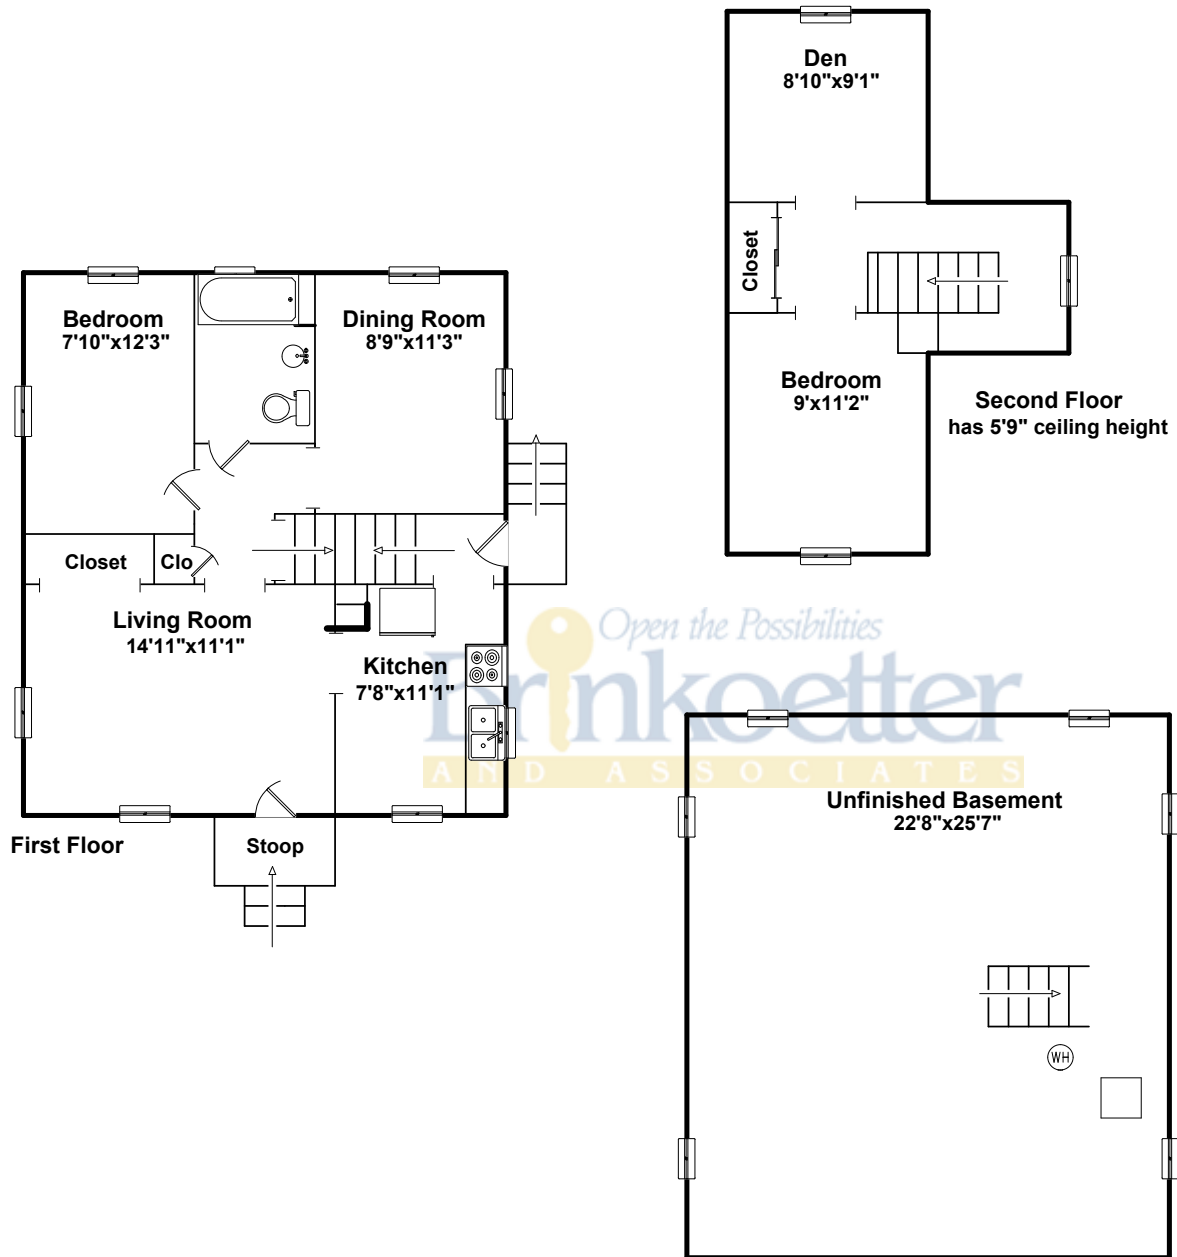 Den
8'10"x9'1"
Closet
Bedroom
9'x11'2"
Second Floor
has 5'9" ceiling height
Bedroom
7'10"x12'3"
Dining Room
8'9"x11'3"
Closet
Clo
Living Room
14'11"x11'1"
Kitchen
7'8"x11'1"
First Floor
Stoop
Open the Possibilities
Brinkoetter
AND ASSOCIATES
Unfinished Basement
22'8"x25'7"
WH